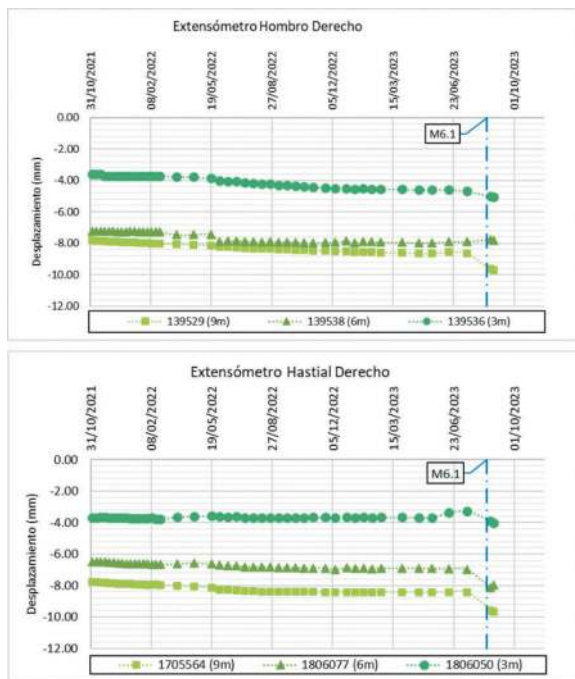 Extensómetro Hombro Derecho
31/10/2021 08/02/2022 19/05/2022 27/08/2022 05/12/2022 15/03/2023 23/06/2023 01/10/2023
0.00
M6.1
-2.00
-4.00
-6.00
-8.00
-10.00
-12.00
Desplazamiento (mm)
139529 (9m) 139538 (6m) 139536 (3m)
Extensómetro Hastial Derecho
31/10/2021 08/02/2022 19/05/2022 27/08/2022 05/12/2022 15/03/2023 23/06/2023 01/10/2023
0.00
M6.1
-2.00
-4.00
-6.00
-8.00
-10.00
-12.00
Desplazamiento (mm)
1705564 (9m) 1806077 (6m) 1806050 (3m)